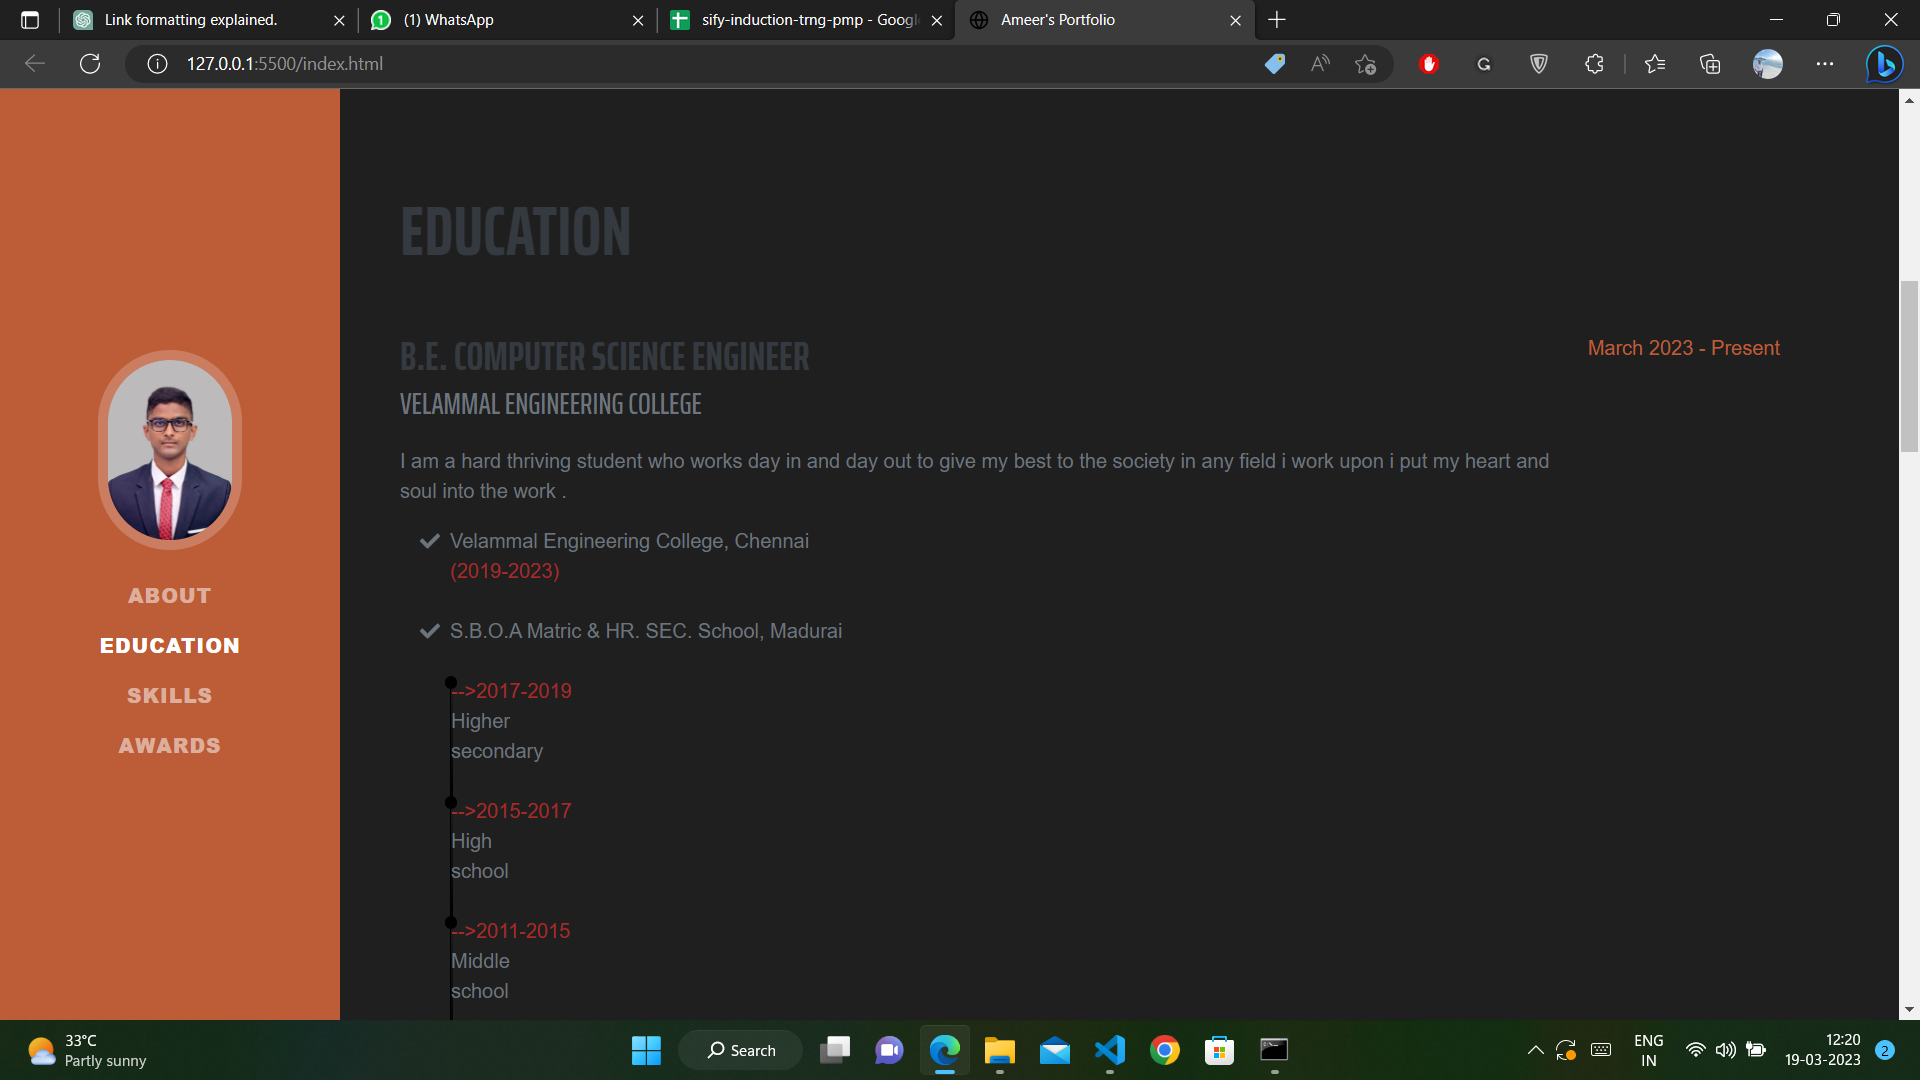 Link formatting explained.
(1) WhatsApp
sify-induction-trng-pmp - Googl
Ameer's Portfolio
127.0.0.1:5500/index.html
EDUCATION
B.E. COMPUTER SCIENCE ENGINEER
March 2023 - Present
VELAMMAL ENGINEERING COLLEGE
I am a hard thriving student who works day in and day out to give my best to the society in any field i work upon i put my heart and
soul into the work .
Velammal Engineering College, Chennai
(2019-2023)
S.B.O.A Matric & HR. SEC. School, Madurai
-->2017-2019
Higher
secondary
-->2015-2017
High
school
-->2011-2015
Middle
school
ABOUT
EDUCATION
SKILLS
AWARDS
33°C
Partly sunny
Search
ENG
IN
12:20
19-03-2023
2